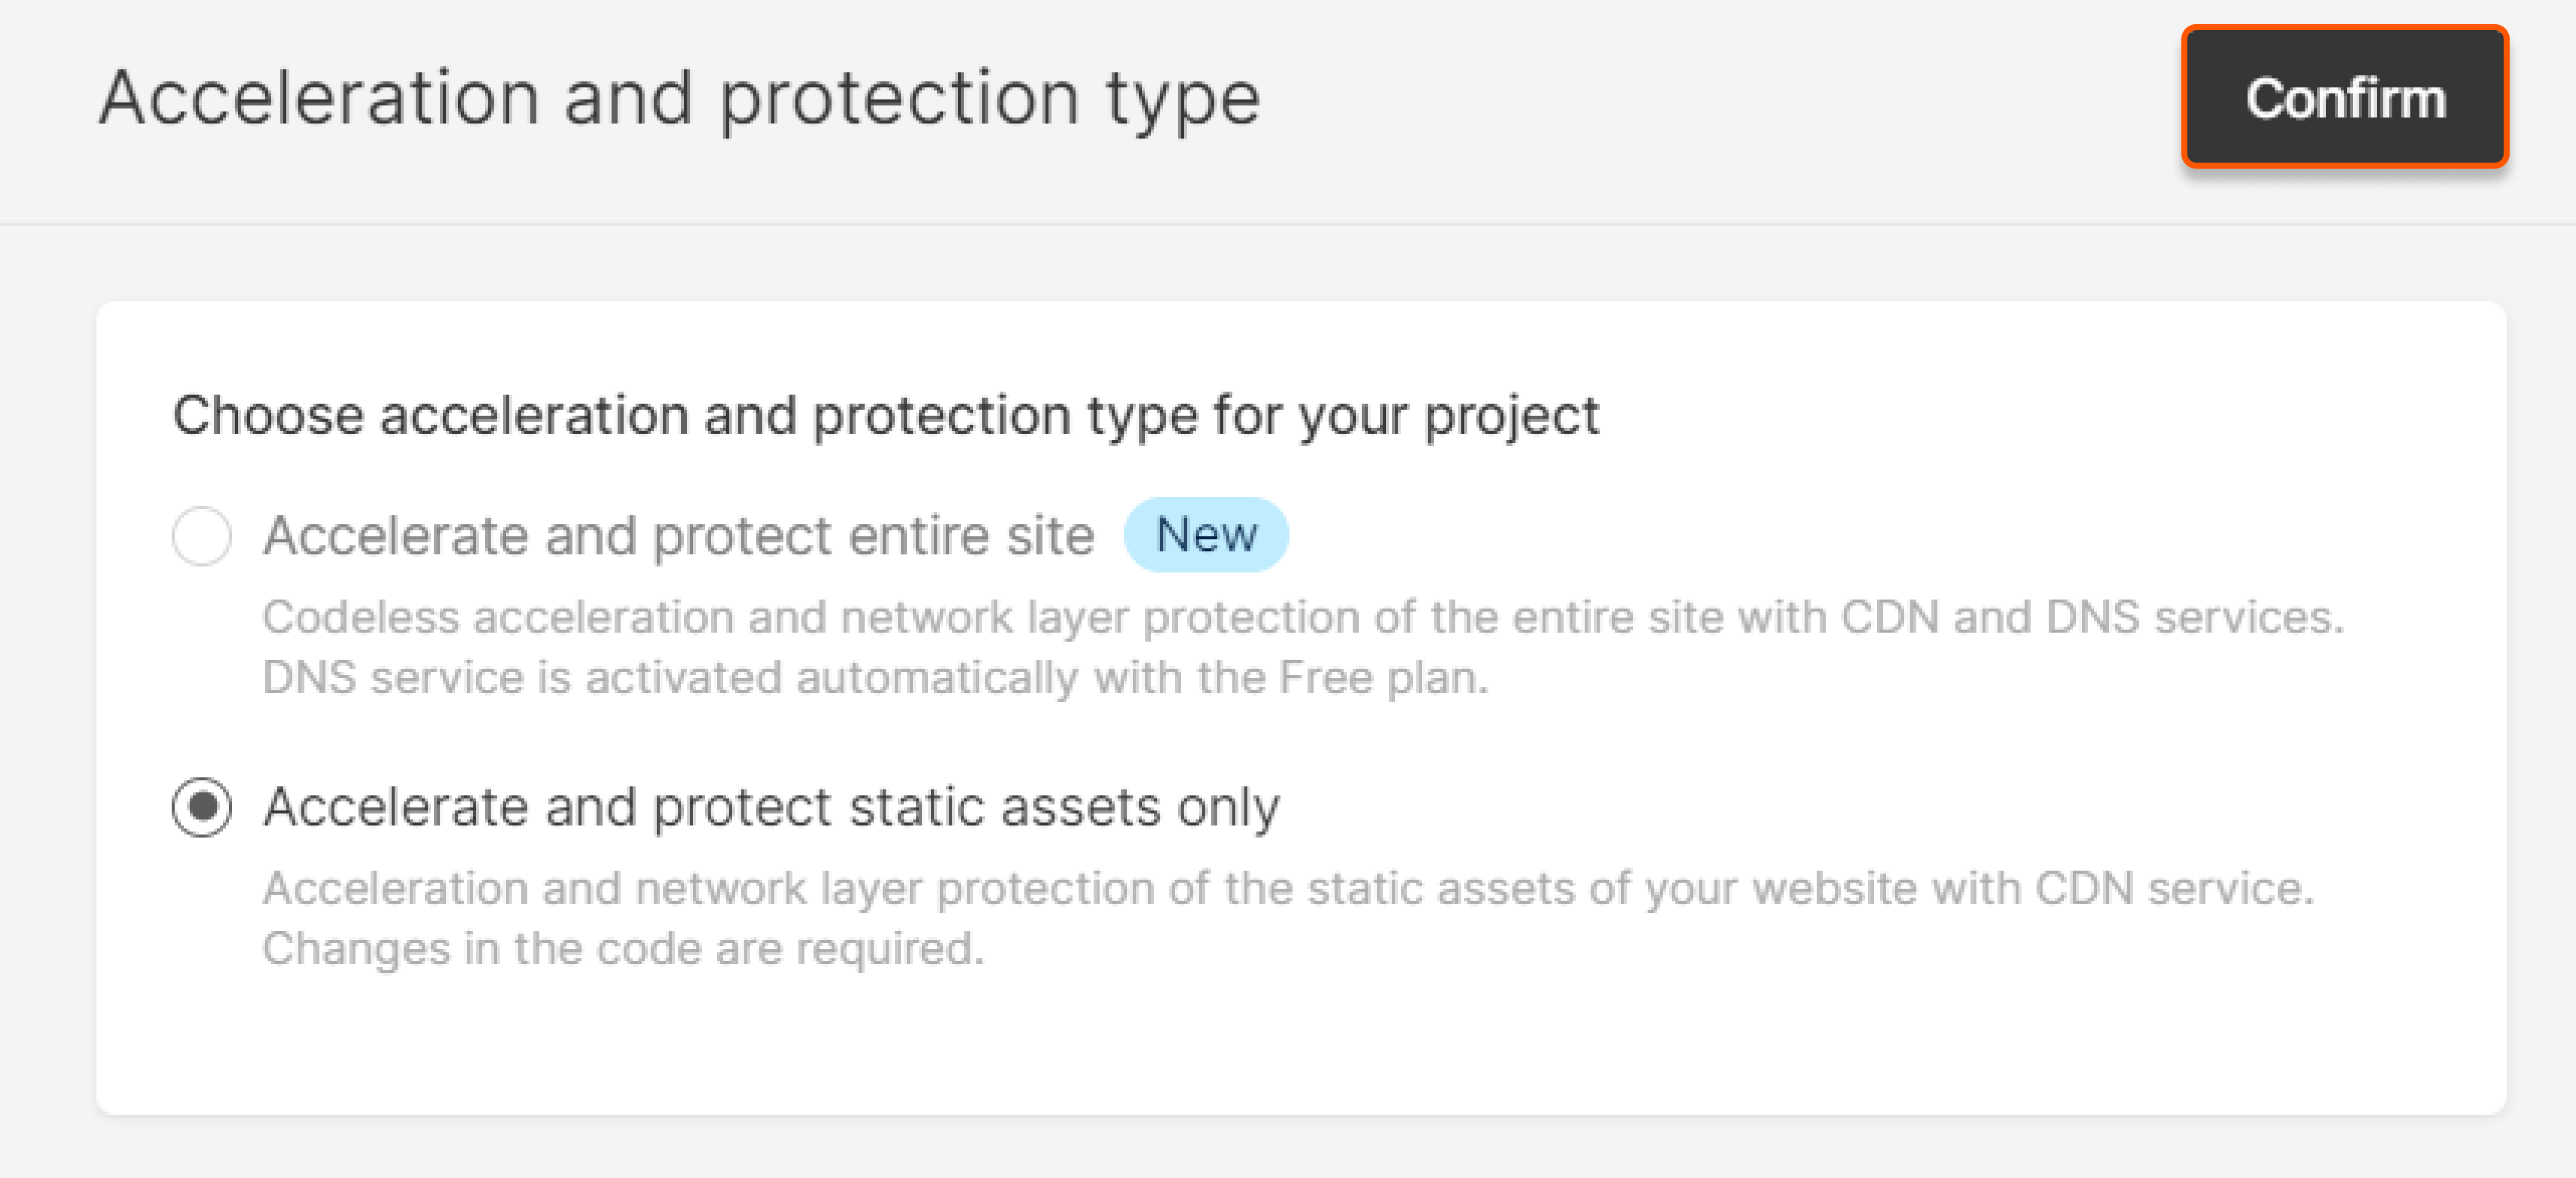 Acceleration and protection type
Confirm
Choose acceleration and protection type for your project
Accelerate and protect entire site New
Codeless acceleration and network layer protection of the entire site with CDN and DNS services.
DNS service is activated automatically with the Free plan.
Accelerate and protect static assets only
Acceleration and network layer protection of the static assets of your website with CDN service.
Changes in the code are required.